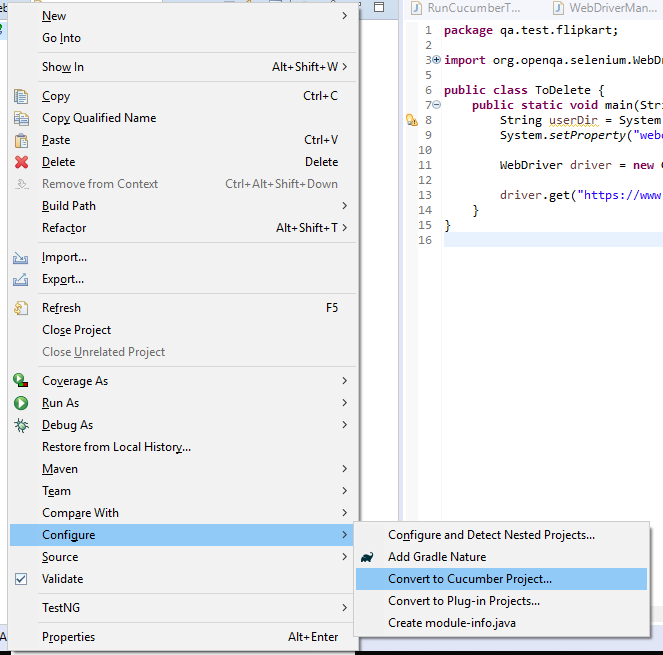 New
Go Into
Show In Alt+Shift+W
Copy Ctrl+C
Copy Qualified Name
Paste Ctrl+V
Delete Delete
Remove from Context Ctrl+Alt+Shift+Down
Build Path
Refactor Alt+Shift+T
Import...
Export...
Refresh F5
Close Project
Close Unrelated Project
Coverage As
Run As
Debug As
Restore from Local History...
Maven
Team
Compare With
Configure
Source
Validate
TestNG
Properties Alt+Enter
Configure and Detect Nested Projects...
Add Gradle Nature
Convert to Cucumber Project...
Convert to Plug-in Projects...
Create module-info.java
RunCucumberT... WebDriverMan...
1 package qa.test.flipkart;
2
3 import org.openqa.selenium.WebD
5
6 public class ToDelete {
7 public static void main(Stri
8 String userDir = System
9 System.setProperty("web
10
11 WebDriver driver = new
12
13 driver.get("https://www
14 }
15 }
16